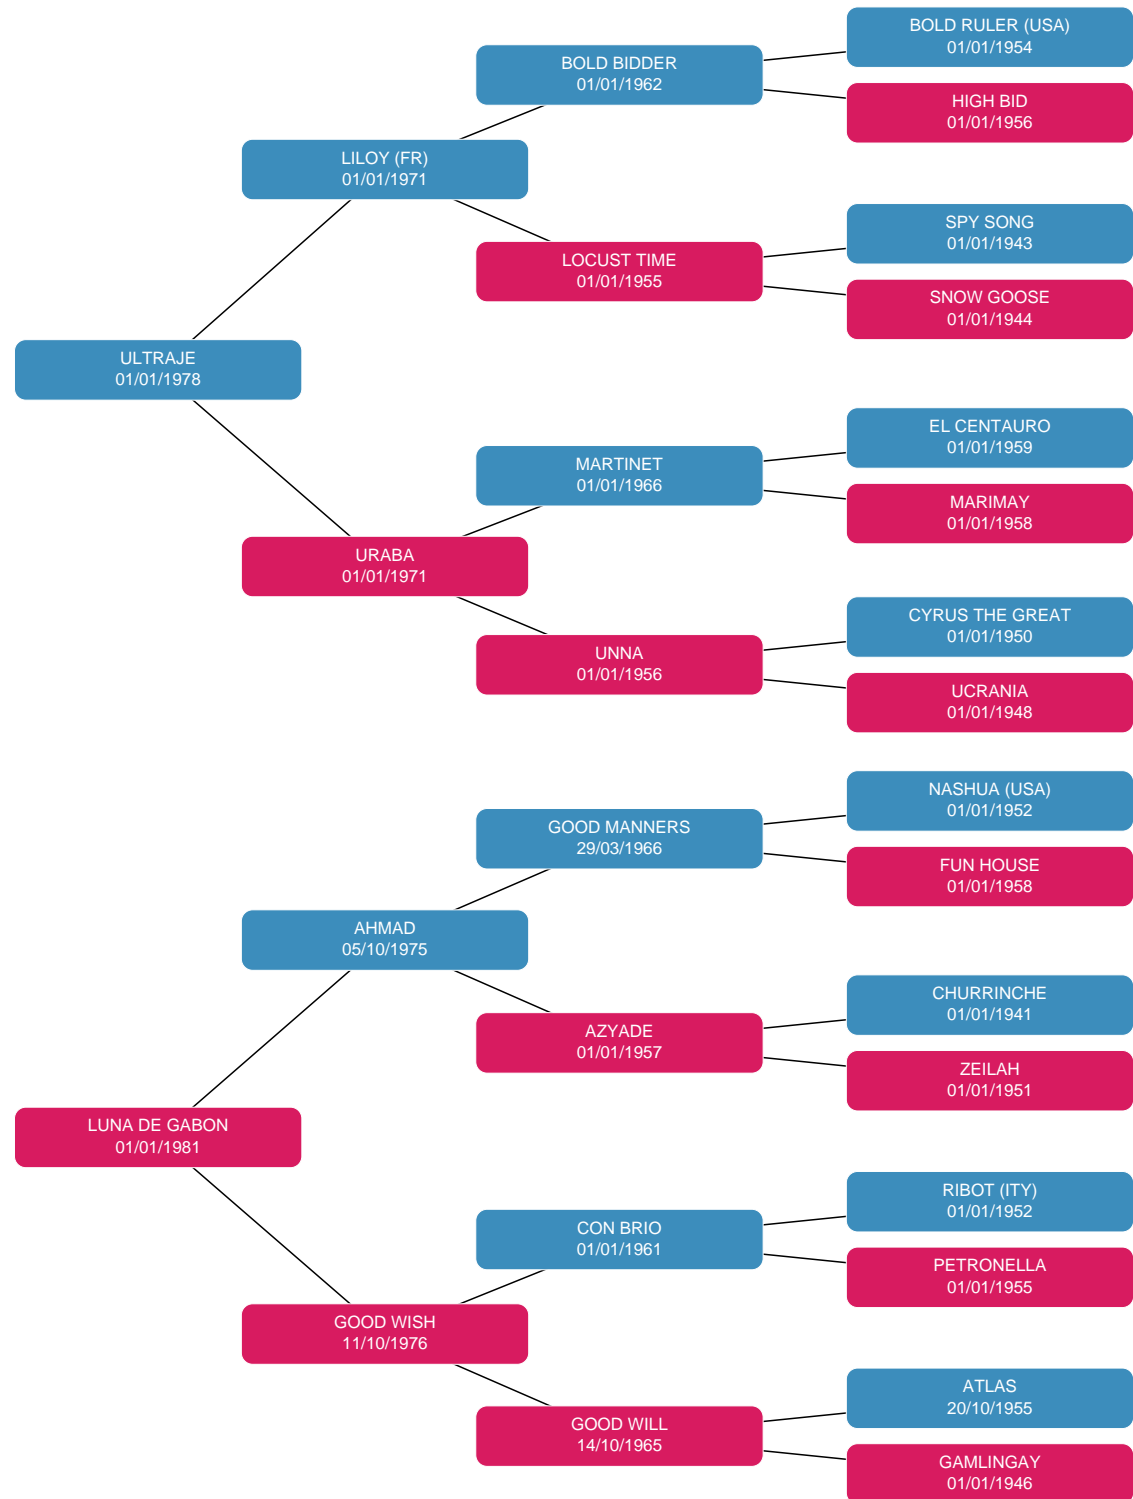 BOLD RULER (USA)
01/01/1954
BOLD BIDDER
01/01/1962
HIGH BID
01/01/1956
LILOY (FR)
01/01/1971
SPY SONG
01/01/1943
LOCUST TIME
01/01/1955
SNOW GOOSE
01/01/1944
ULTRAJE
01/01/1978
EL CENTAURO
01/01/1959
MARTINET
01/01/1966
MARIMAY
01/01/1958
URABA
01/01/1971
CYRUS THE GREAT
01/01/1950
UNNA
01/01/1956
UCRANIA
01/01/1948
NASHUA (USA)
01/01/1952
GOOD MANNERS
29/03/1966
FUN HOUSE
01/01/1958
AHMAD
05/10/1975
CHURRINCHE
01/01/1941
AZYADE
01/01/1957
ZEILAH
01/01/1951
LUNA DE GABON
01/01/1981
RIBOT (ITY)
01/01/1952
CON BRIO
01/01/1961
PETRONELLA
01/01/1955
GOOD WISH
11/10/1976
ATLAS
20/10/1955
GOOD WILL
14/10/1965
GAMLINGAY
01/01/1946